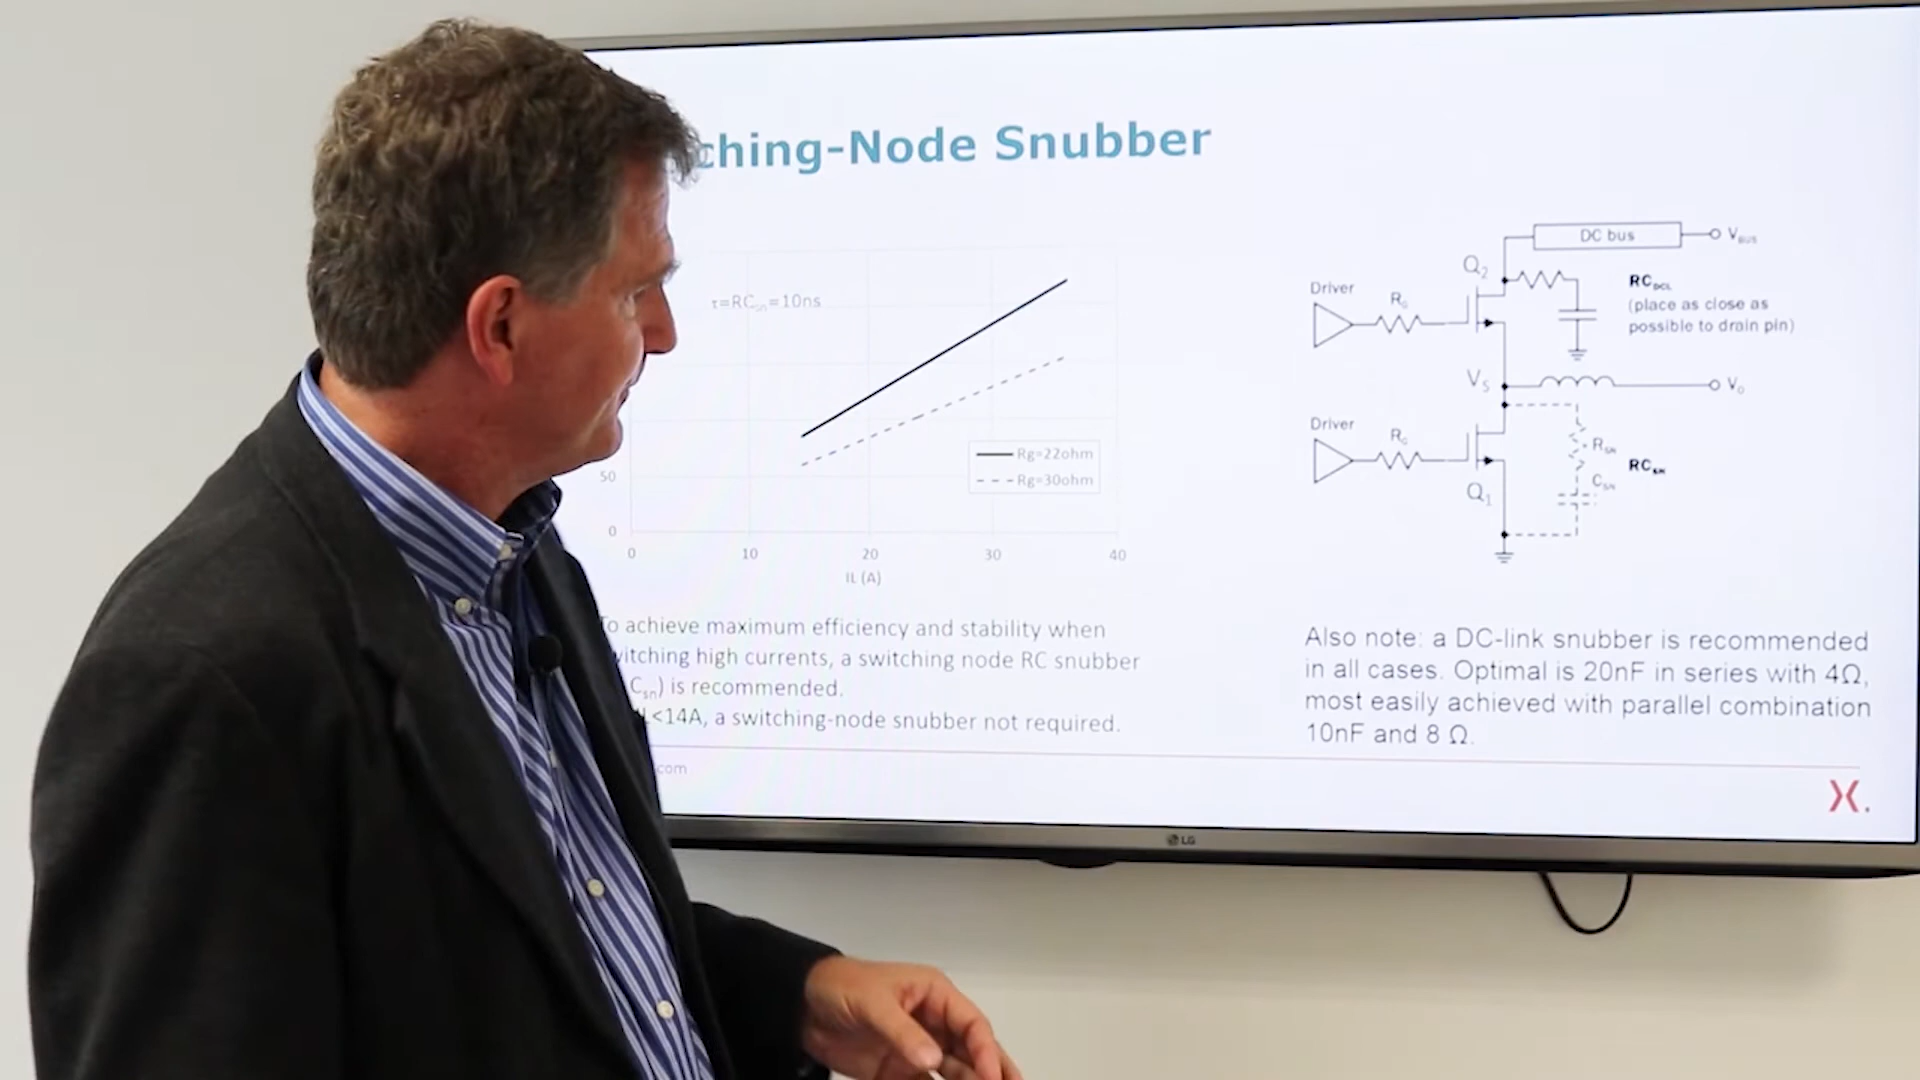 ching-Node Snubber
τ=RCsn=10ns
50
0
0 10 20 30 40
IL (A)
Rg=22ohm
Rg=30ohm
DC bus
VBUS
Q2
Driver
RG
RCDCL
(place as close as
possible to drain pin)
VS
VO
Driver
RG
RSN
CSN
RCSN
Q1
To achieve maximum efficiency and stability when
witching high currents, a switching node RC snubber
Csn) is recommended.
IL<14A, a switching-node snubber not required.
com
Also note: a DC-link snubber is recommended
in all cases. Optimal is 20nF in series with 4Ω,
most easily achieved with parallel combination
10nF and 8 Ω.
LG